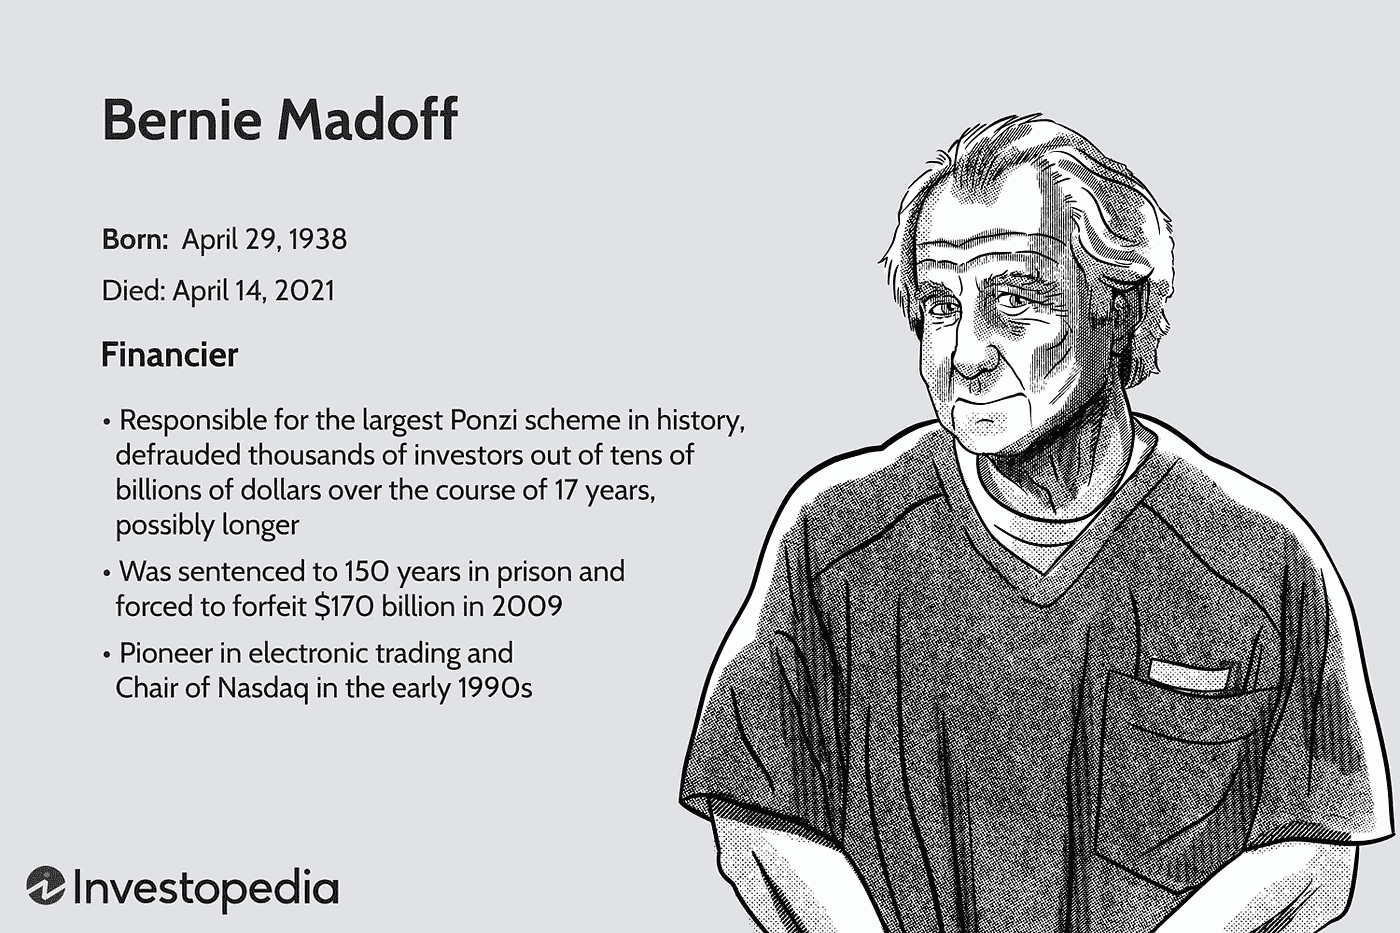 Bernie Madoff
Born: April 29, 1938
Died: April 14, 2021
Financier
• Responsible for the largest Ponzi scheme in history,
defrauded thousands of investors out of tens of
billions of dollars over the course of 17 years,
possibly longer
• Was sentenced to 150 years in prison and
forced to forfeit $170 billion in 2009
• Pioneer in electronic trading and
Chair of Nasdaq in the early 1990s
Investopedia